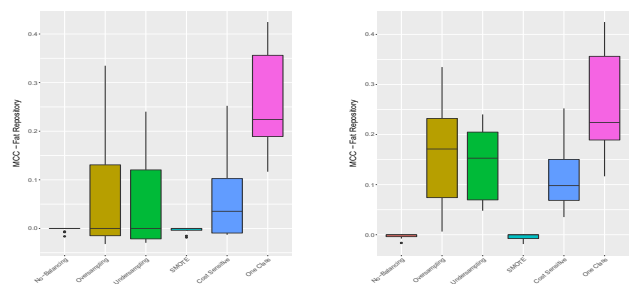 MCC − Fat Repository
0.4
0.3
0.2
0.1
0.0
No−Balancing
Oversampling
Undersampling
SMOTE
Cost Sensitive
One Class
MCC − Fat Repository
0.4
0.3
0.2
0.1
0.0
No−Balancing
Oversampling
Undersampling
SMOTE
Cost Sensitive
One Class